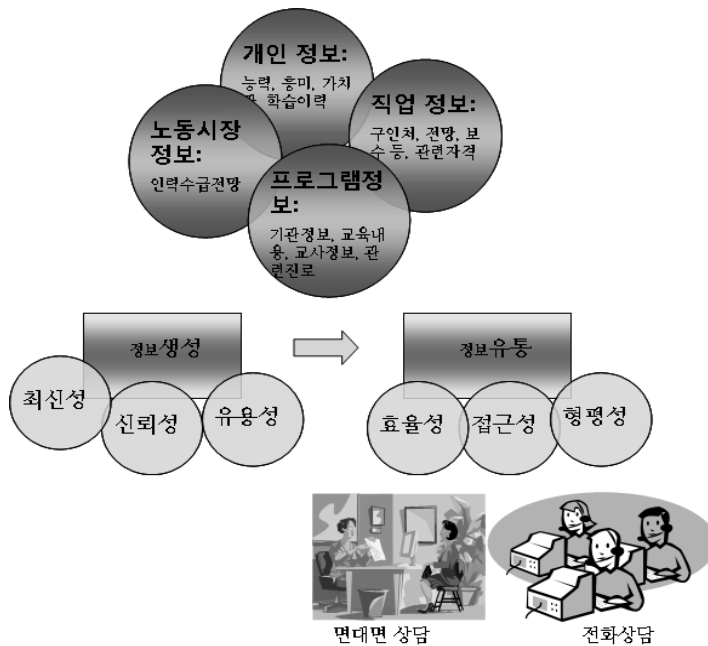 개인 정보:
능력, 흥미, 가치
관, 학습이력
직업 정보:
구인처, 전망, 보
수 등, 관련자격
노동시장
정보:
인력수급전망
프로그램정
보:
기관정보, 교육내
용, 교사정보, 관
련진로
정보생성
정보유통
최신성
신뢰성
유용성
효율성
접근성
형평성
면대면 상담
전화상담